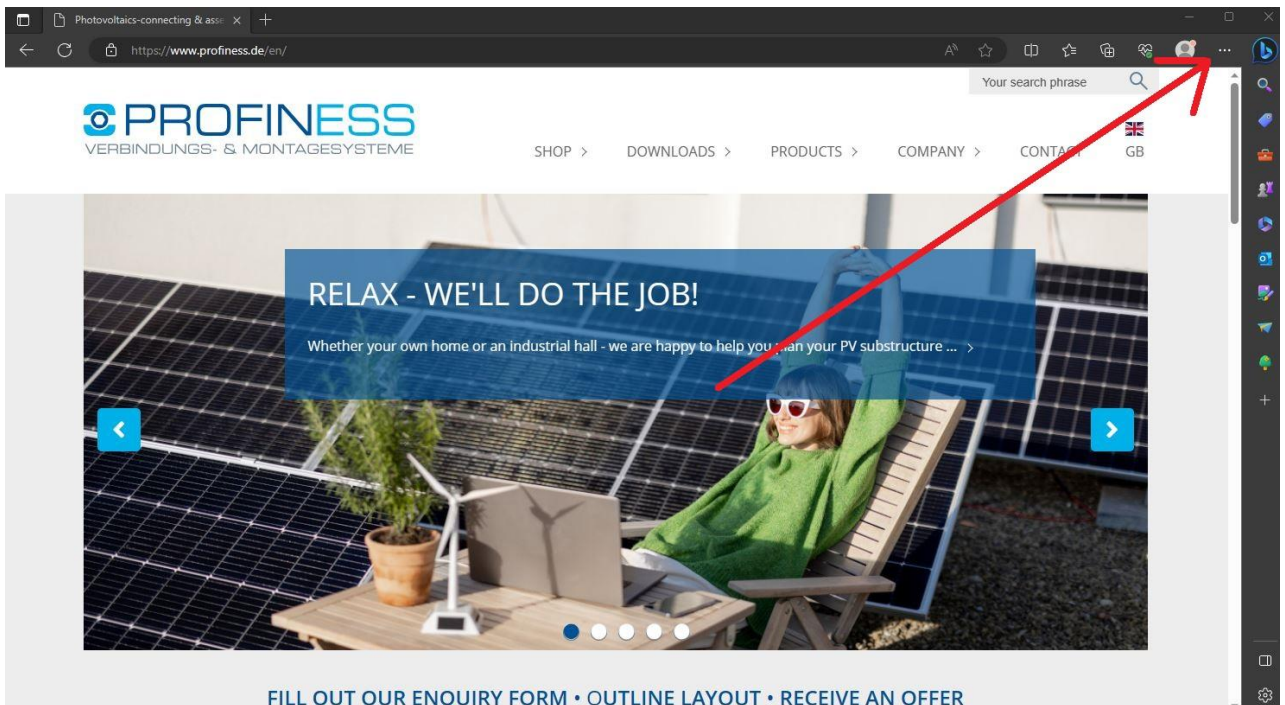 Photovoltaics-connecting & asse
https://www.profiness.de/en/
Your search phrase
PROFINESS
VERBINDUNGS- & MONTAGESYSTEME
SHOP > DOWNLOADS > PRODUCTS > COMPANY > CONTACT GB
RELAX - WE'LL DO THE JOB!
Whether your own home or an industrial hall - we are happy to help you plan your PV substructure ... >
FILL OUT OUR ENQUIRY FORM • OUTLINE LAYOUT • RECEIVE AN OFFER